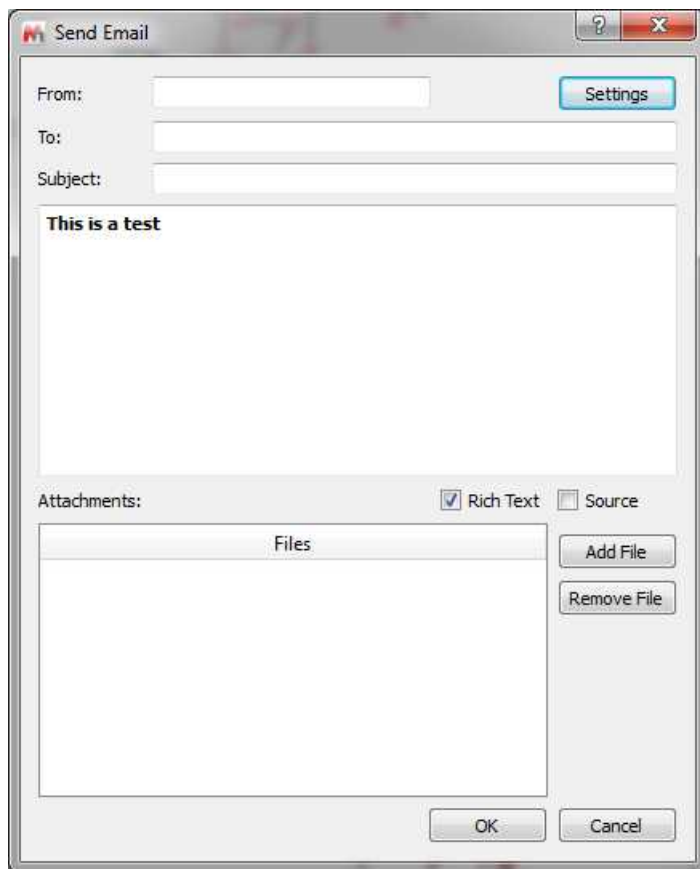 Send Email
From:
Settings
To:
Subject:
This is a test
Attachments:
Rich Text
Source
Files
Add File
Remove File
OK
Cancel